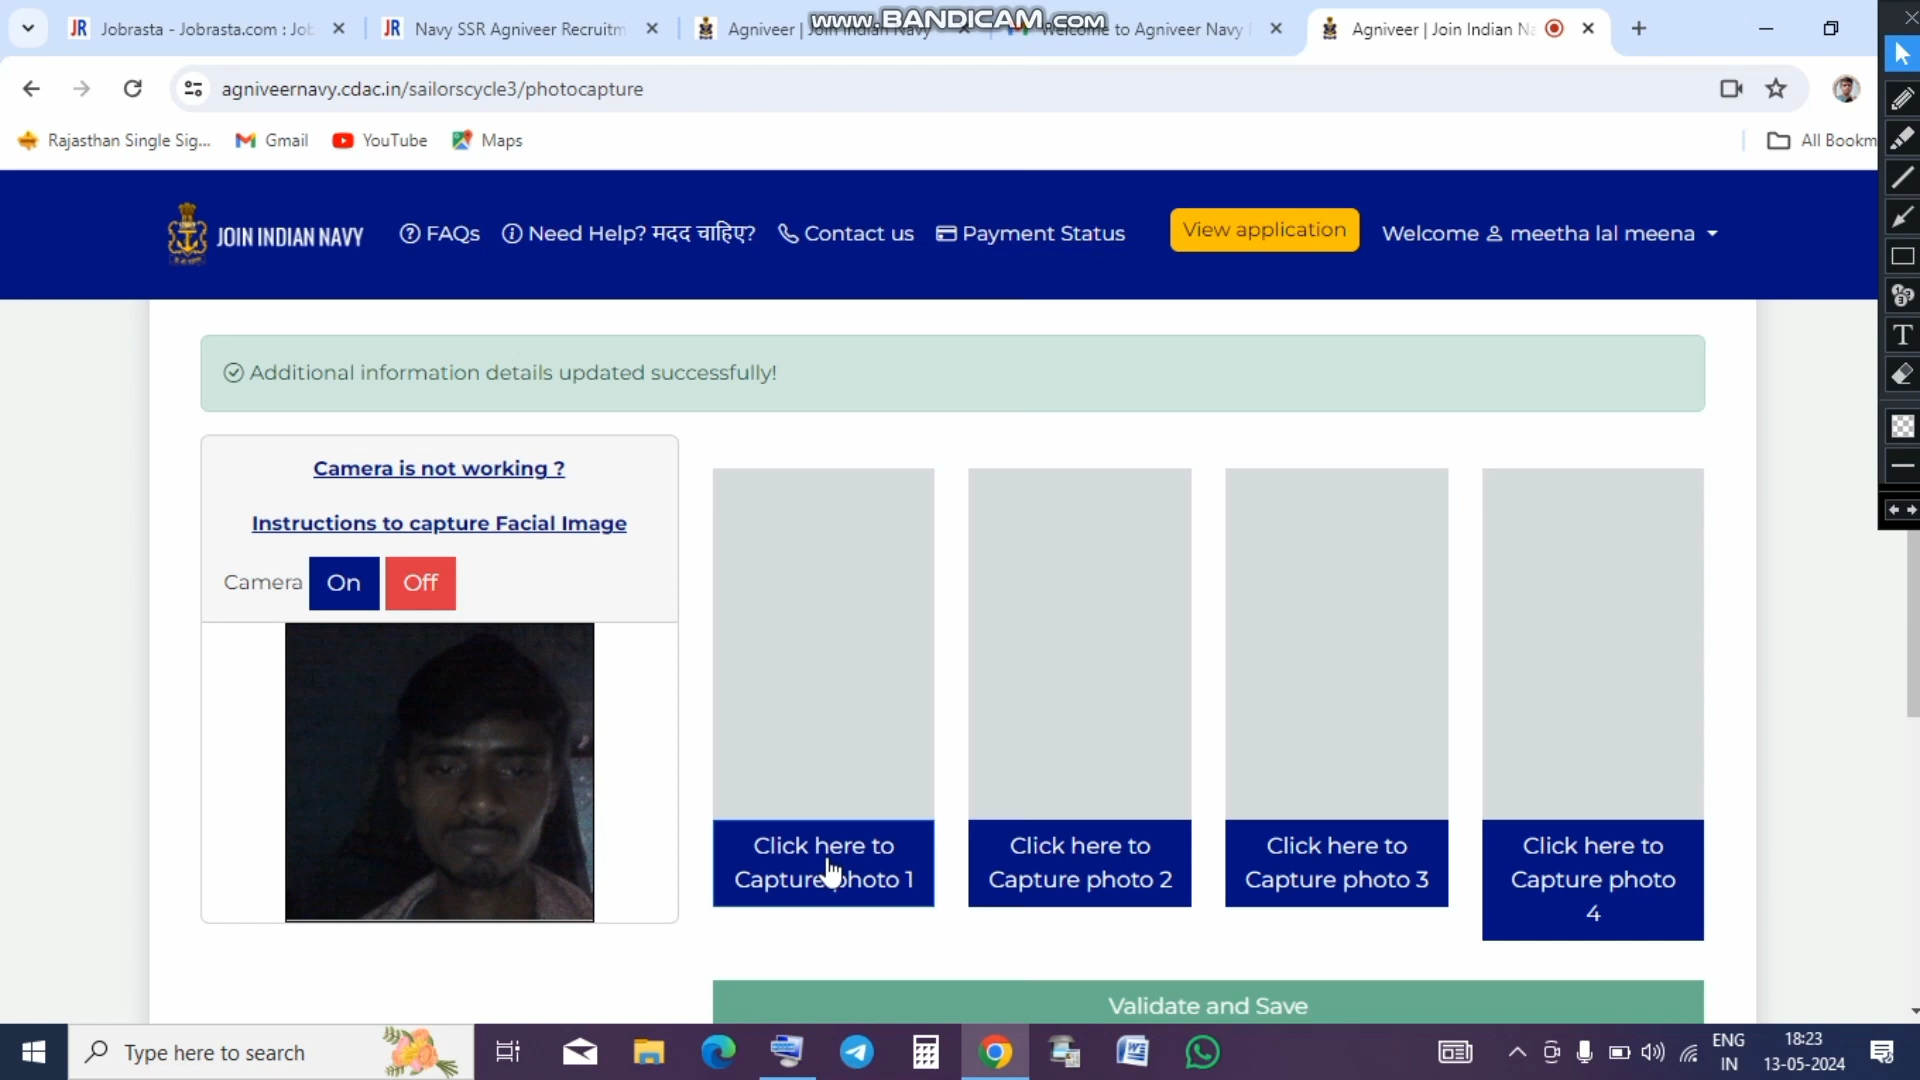 www.BANDICAM.com
Jobrasta - Jobrasta.com : Job
Navy SSR Agniveer Recruitm
Agniveer | Join Indian Navy
Welcome to Agniveer Navy
Agniveer | Join Indian Na
agniveernavy.cdac.in/sailorscycle3/photocapture
Rajasthan Single Sig...
Gmail
YouTube
Maps
All Bookm
JOIN INDIAN NAVY
FAQs
Need Help? मदद चाहिए?
Contact us
Payment Status
View application
Welcome meetha lal meena
Additional information details updated successfully!
Camera is not working ?
Instructions to capture Facial Image
Camera On Off
Click here to
Capture photo 1
Click here to
Capture photo 2
Click here to
Capture photo 3
Click here to
Capture photo
4
Validate and Save
Type here to search
ENG
IN
18:23
13-05-2024